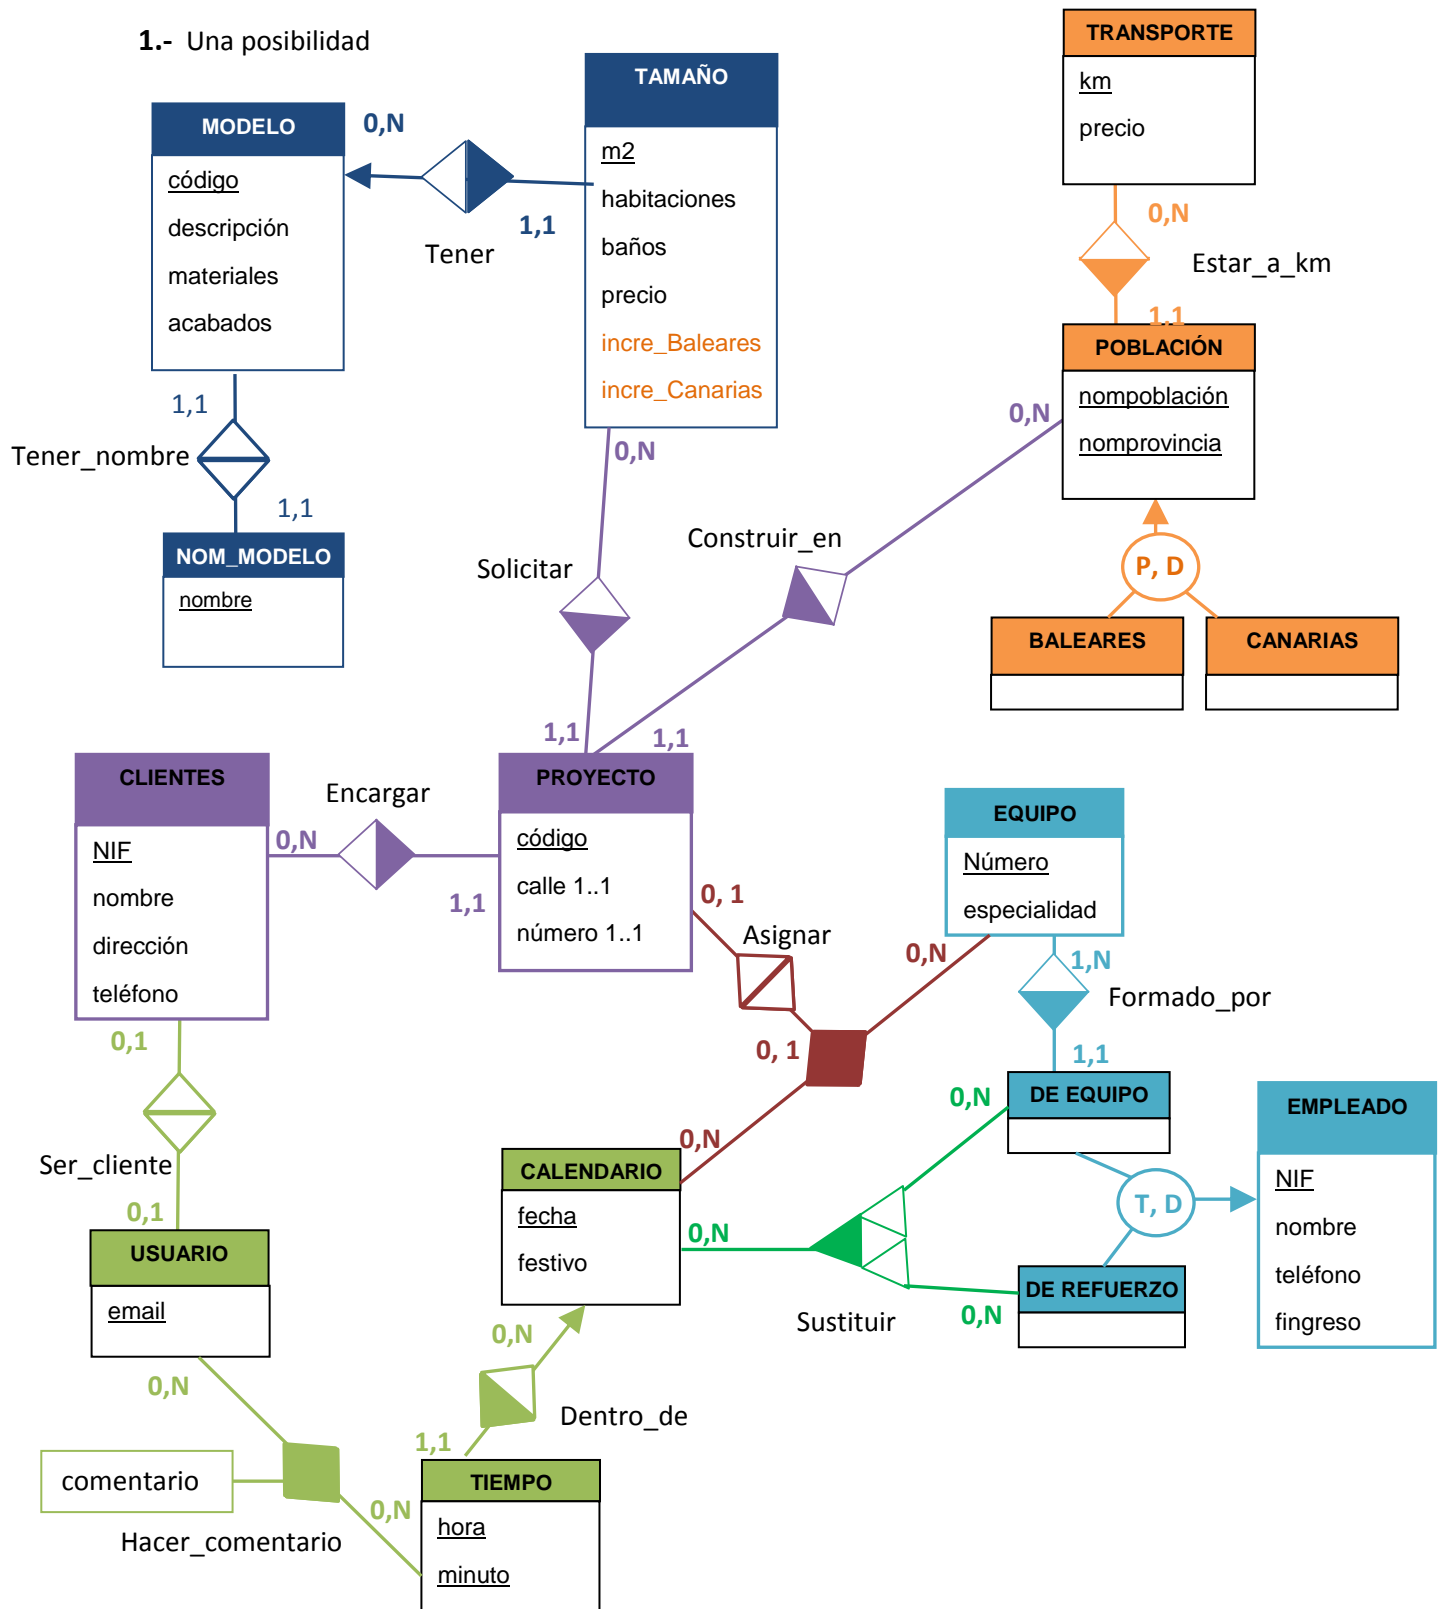 1.- Una posibilidad
TRANSPORTE
km
precio
TAMAÑO
m2
habitaciones
baños
precio
incre_Baleares
incre_Canarias
MODELO
código
descripción
materiales
acabados
0,N
1,1
Tener
0,N
Estar_a_km
1,1
POBLACIÓN
nompoblación
nomprovincia
1,1
Tener_nombre
1,1
NOM_MODELO
nombre
0,N
Solicitar
1,1
0,N
Construir_en
1,1
P, D
BALEARES
CANARIAS
CLIENTES
NIF
nombre
dirección
teléfono
Encargar
0,N
1,1
PROYECTO
código
calle 1..1
número 1..1
EQUIPO
Número
especialidad
0, 1
Asignar
0, 1
0,N
0,N
1,N
Formado_por
1,1
DE EQUIPO
EMPLEADO
NIF
nombre
teléfono
fingreso
T, D
DE REFUERZO
0,1
Ser_cliente
0,1
USUARIO
email
CALENDARIO
fecha
festivo
0,N
0,N
0,N
Sustituir
0,N
Dentro_de
1,1
0,N
comentario
Hacer_comentario
0,N
TIEMPO
hora
minuto